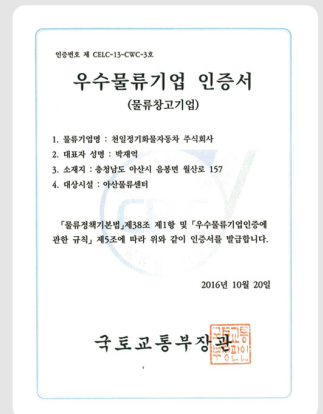 인증번호 제 CELC-13-CWC-3호
우수물류기업 인증서
(물류창고기업)
1. 물류기업명 : 천일정기화물자동차 주식회사
2. 대표자 성명 : 박재억
3. 소재지 : 충청남도 아산시 음봉면 월산로 157
4. 대상시설 : 아산물류센터
「물류정책기본법」제38조 제1항 및 「우수물류기업인증에
관한 규칙」 제5조에 따라 위와 같이 인증서를 발급합니다.
2016년 10월 20일
국토교통부장관